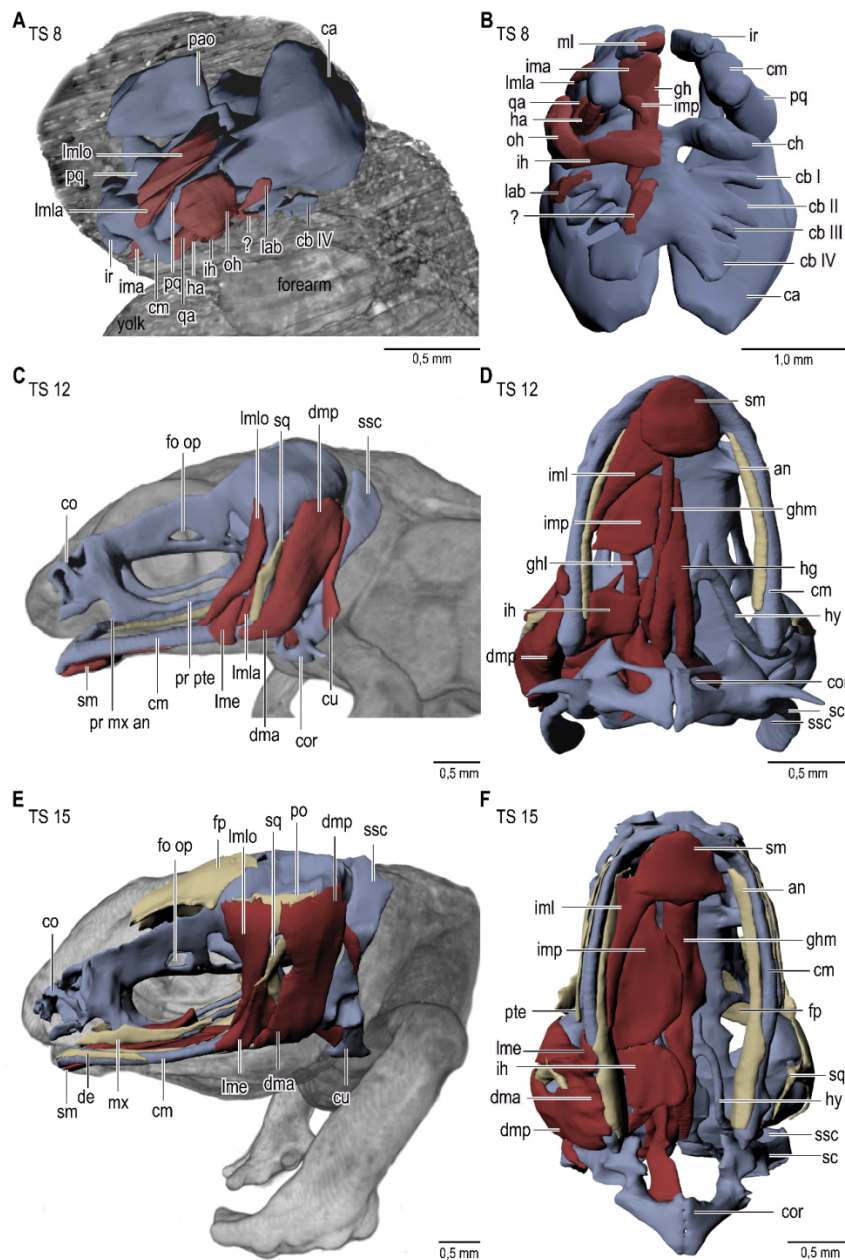 A TS 8
pao
ca
lmlo
pq
lmla
ir
ima
cm
pq
qa
ha
ih
oh
?
lab
cb IV
forearm
yolk
0,5 mm
B TS 8
ml
ir
ima
cm
lmla
gh
pq
qa
imp
ha
oh
ch
ih
cb I
lab
cb II
?
cb III
cb IV
ca
1,0 mm
C TS 12
dmp
sq
lmlo
ssc
fo op
co
sm
cm
pr pte
lmla
lme
cu
pr mx an
dma
cor
0,5 mm
D TS 12
sm
an
iml
imp
ghm
ghl
hg
cm
ih
hy
dmp
cor
sc
ssc
0,5 mm
E TS 15
po
fp
sq
dmp
fo op
lmlo
ssc
co
de
sm
mx
cm
lme
dma
cu
0,5 mm
F TS 15
sm
an
iml
ghm
imp
cm
pte
fp
lme
ih
sq
dma
hy
dmp
ssc
sc
cor
0,5 mm